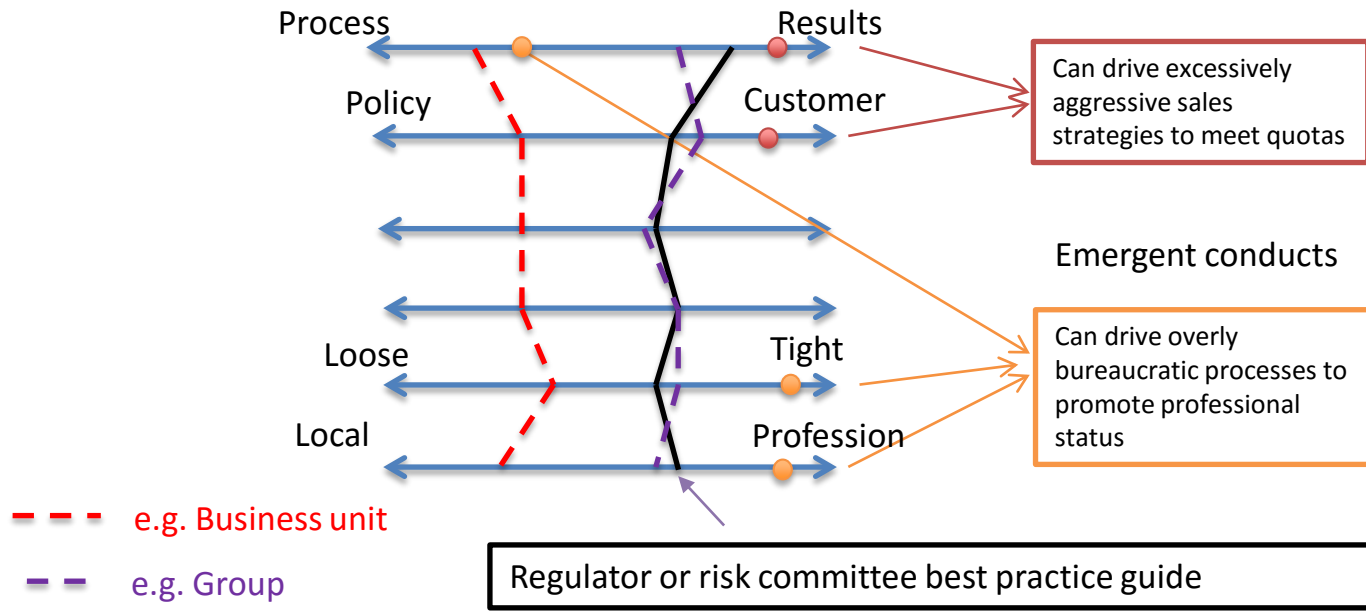 Process
Results
Can drive excessively
aggressive sales
strategies to meet quotas
Policy
Customer
Emergent conducts
Can drive overly
bureaucratic processes to
promote professional
status
Loose
Tight
Local
Profession
e.g. Business unit
e.g. Group
Regulator or risk committee best practice guide